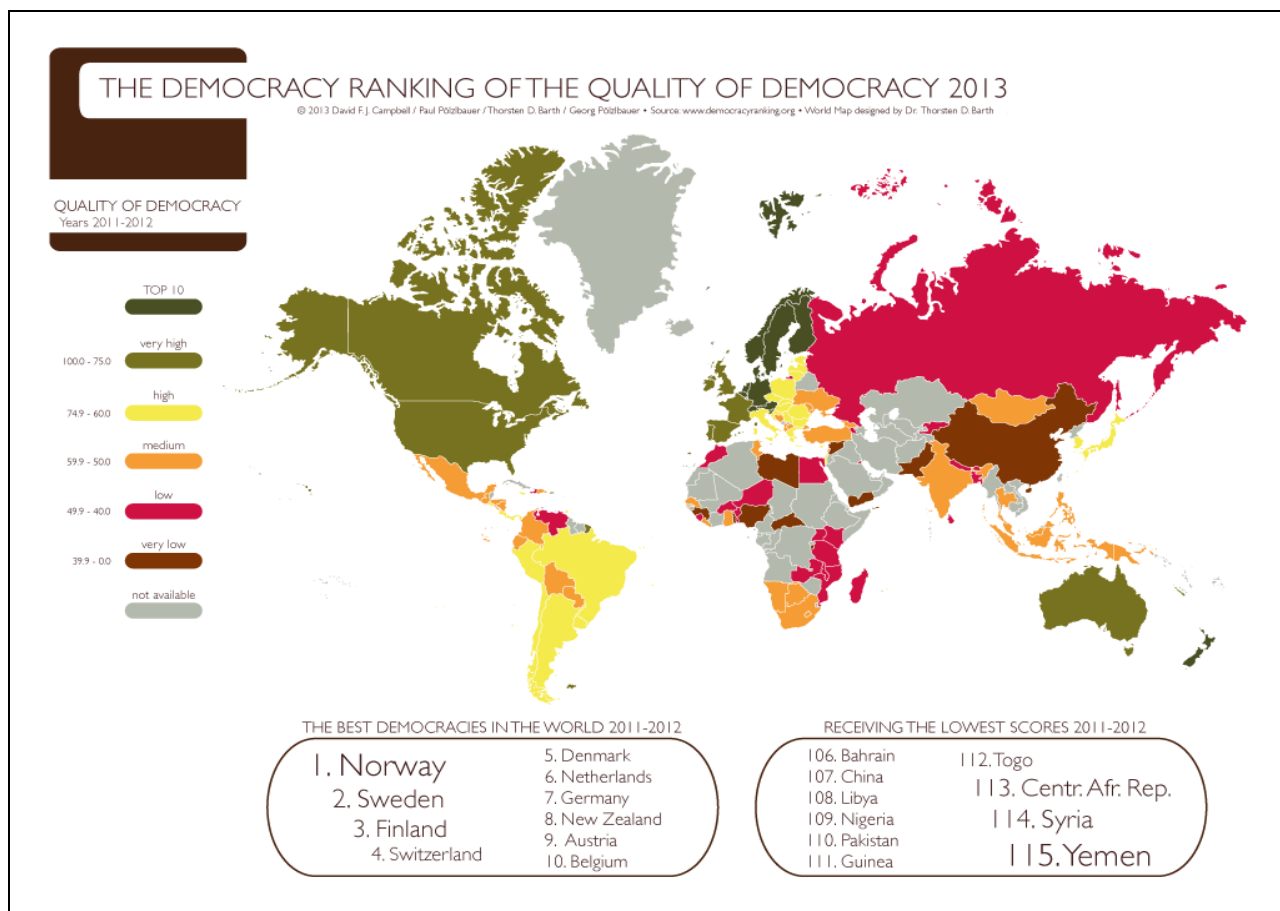 THE DEMOCRACY RANKING OF THE QUALITY OF DEMOCRACY 2013
© 2013 David F. J. Campbell / Paul Pölzlbauer / Thorsten D. Barth / Georg Pölzlbauer • Source: www.democracyranking.org • World Map designed by Dr. Thorsten D. Barth
QUALITY OF DEMOCRACY
Years 2011-2012
TOP 10
very high
100.0 - 75.0
high
74.9 - 60.0
medium
59.9 - 50.0
low
49.9 - 40.0
very low
39.9 - 0.0
not available
THE BEST DEMOCRACIES IN THE WORLD 2011-2012
1. Norway
2. Sweden
3. Finland
4. Switzerland
5. Denmark
6. Netherlands
7. Germany
8. New Zealand
9. Austria
10. Belgium
RECEIVING THE LOWEST SCORES 2011-2012
106. Bahrain
107. China
108. Libya
109. Nigeria
110. Pakistan
111. Guinea
112. Togo
113. Centr. Afr. Rep.
114. Syria
115. Yemen